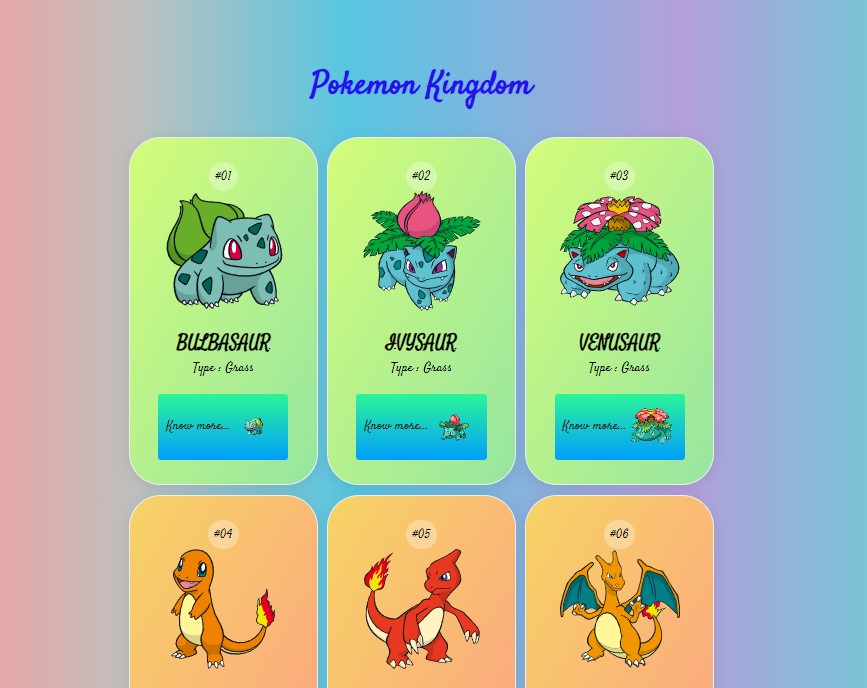 Pokemon Kingdom
#01 #02 #03
BULBASAUR IVYSAUR VENUSAUR
Type : Grass Type : Grass Type : Grass
Know more... Know more... Know more...
#04 #05 #06